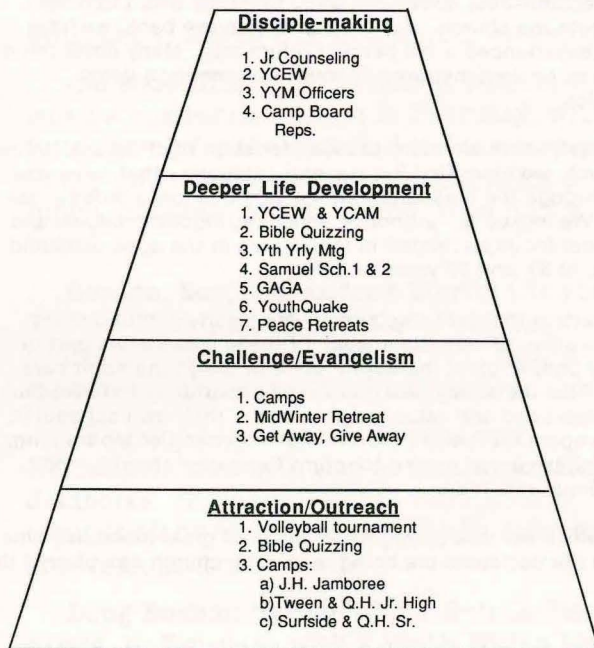 Disciple-making
1. Jr Counseling
2. YCEW
3. YYM Officers
4. Camp Board
Reps.
Deeper Life Development
1. YCEW & YCAM
2. Bible Quizzing
3. Yth Yrly Mtg
4. Samuel Sch.1 & 2
5. GAGA
6. YouthQuake
7. Peace Retreats
Challenge/Evangelism
1. Camps
2. MidWinter Retreat
3. Get Away, Give Away
Attraction/Outreach
1. Volleyball tournament
2. Bible Quizzing
3. Camps:
a) J.H. Jamboree
b)Tween & Q.H. Jr. High
c) Surfside & Q.H. Sr.